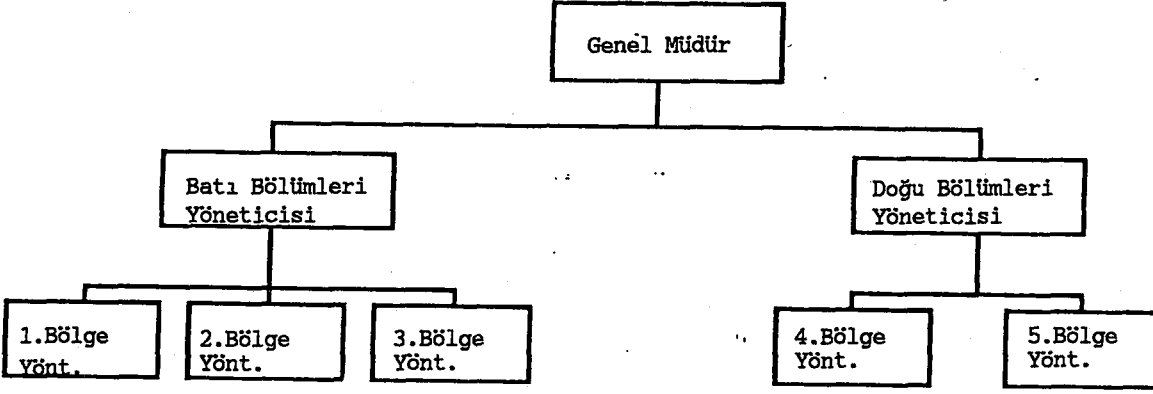 Genel Müdür
Batı Bölümleri
Yöneticisi
Doğu Bölümleri
Yöneticisi
1.Bölge
Yönt.
2.Bölge
Yönt.
3.Bölge
Yönt.
4.Bölge
Yönt.
5.Bölge
Yönt.